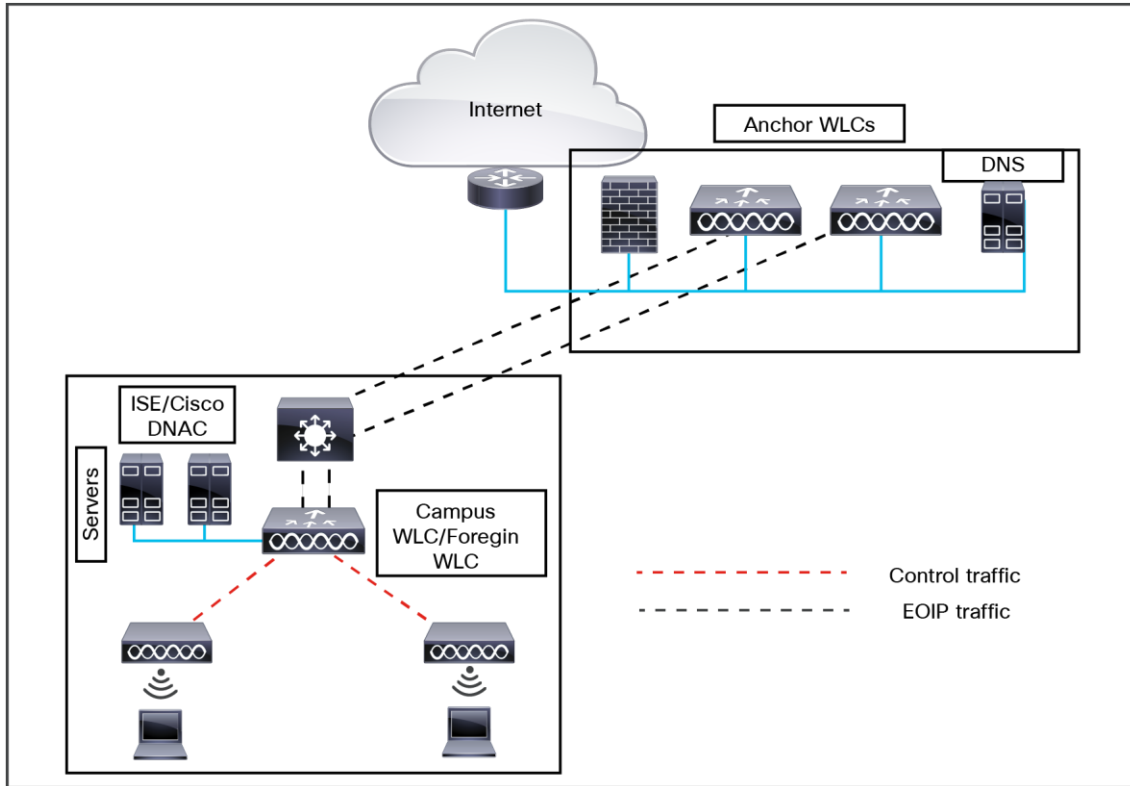 Internet
Anchor WLCs
DNS
ISE/Cisco
DNAC
Servers
Campus
WLC/Foregin
WLC
Control traffic
EOIP traffic